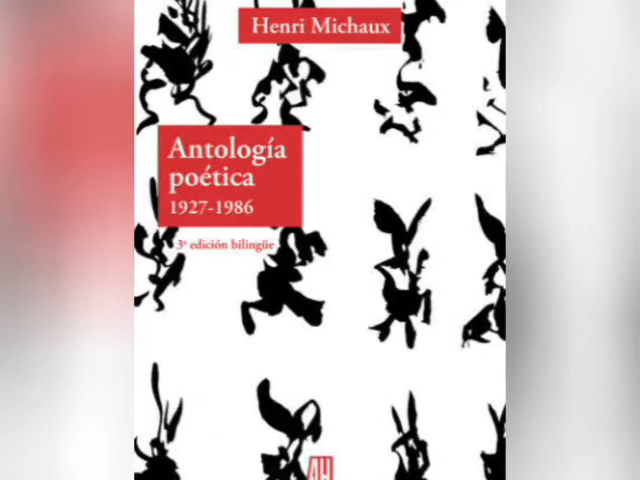 Henri Michaux
Antología
poética
1927-1986
3ª edición bilingüe
AH